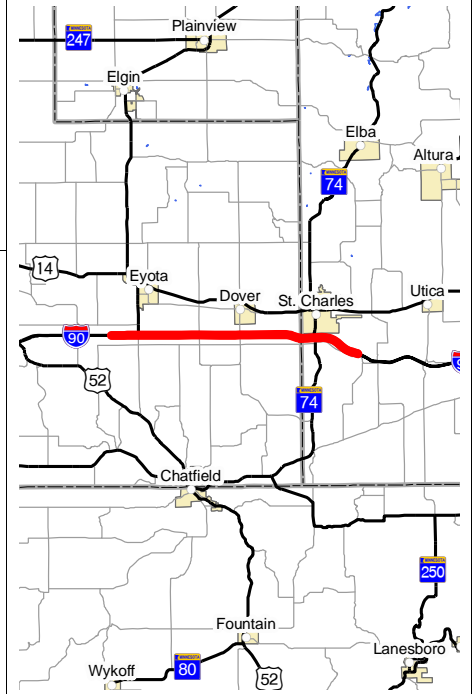 Plainview
MINNESOTA
247
Elgin
Elba
Altura
MINNESOTA
74
14
Eyota
Dover
St. Charles
Utica
90
52
MINNESOTA
74
Chatfield
MINNESOTA
250
Fountain
Lanesboro
MINNESOTA
80
Wykoff
52